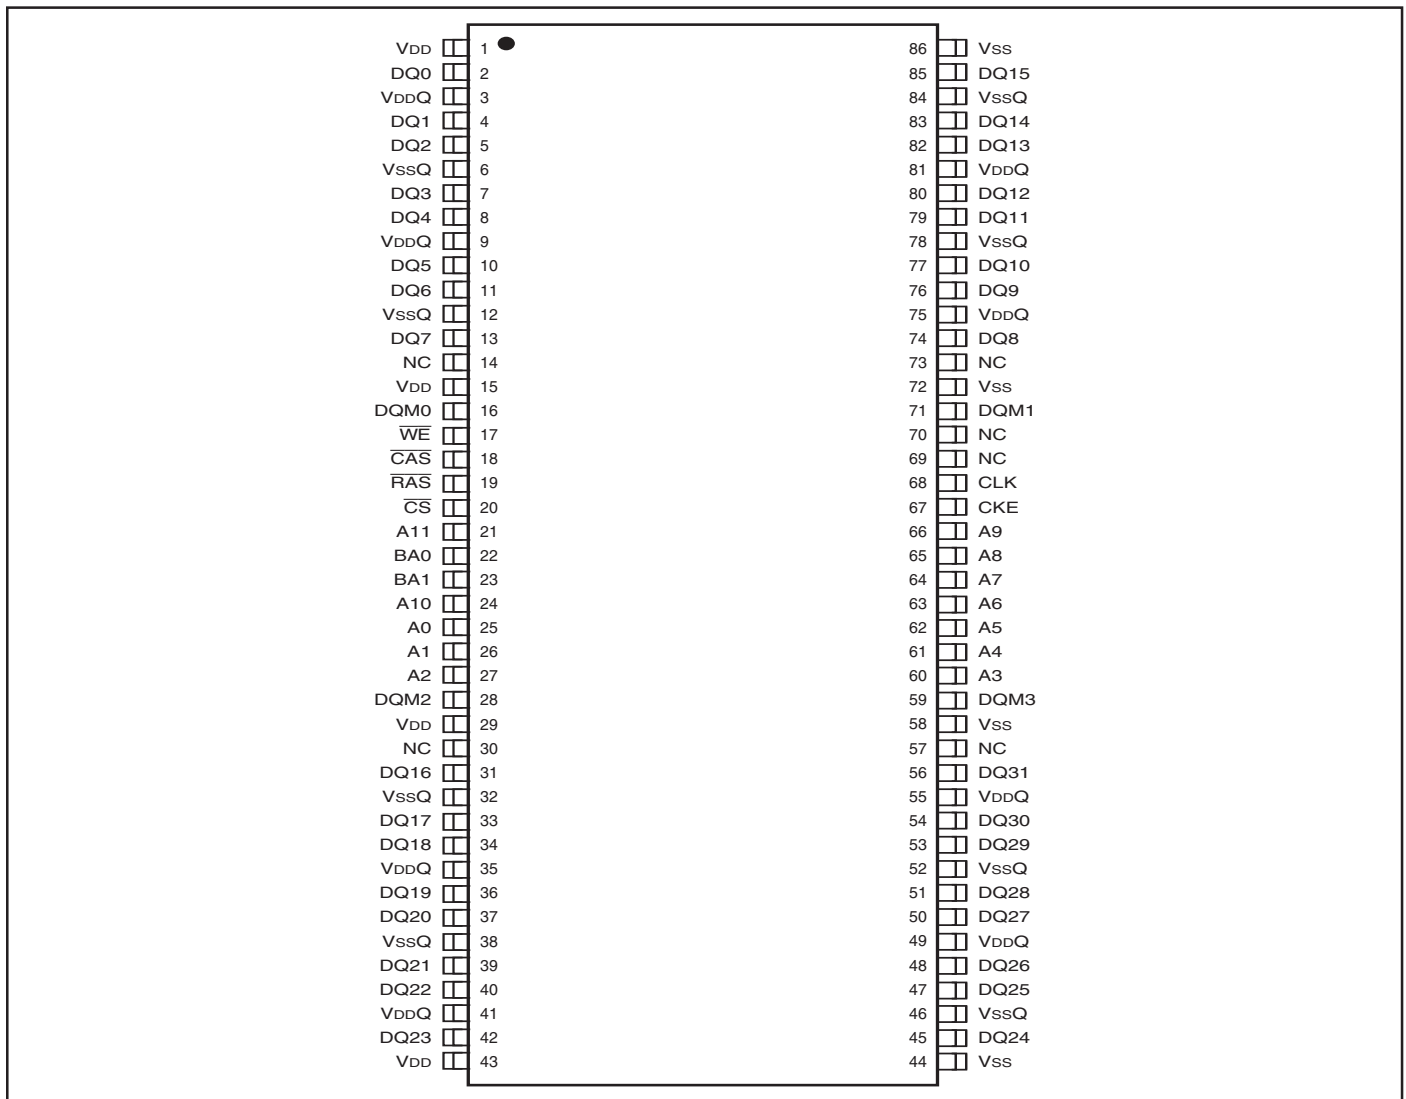 VDD 1 86 VSS
DQ0 2 85 DQ15
VDDQ 3 84 VSSQ
DQ1 4 83 DQ14
DQ2 5 82 DQ13
VSSQ 6 81 VDDQ
DQ3 7 80 DQ12
DQ4 8 79 DQ11
VDDQ 9 78 VSSQ
DQ5 10 77 DQ10
DQ6 11 76 DQ9
VSSQ 12 75 VDDQ
DQ7 13 74 DQ8
NC 14 73 NC
VDD 15 72 VSS
DQM0 16 71 DQM1
W̅E̅ 17 70 NC
C̅A̅S̅ 18 69 NC
R̅A̅S̅ 19 68 CLK
C̅S̅ 20 67 CKE
A11 21 66 A9
BA0 22 65 A8
BA1 23 64 A7
A10 24 63 A6
A0 25 62 A5
A1 26 61 A4
A2 27 60 A3
DQM2 28 59 DQM3
VDD 29 58 VSS
NC 30 57 NC
DQ16 31 56 DQ31
VSSQ 32 55 VDDQ
DQ17 33 54 DQ30
DQ18 34 53 DQ29
VDDQ 35 52 VSSQ
DQ19 36 51 DQ28
DQ20 37 50 DQ27
VSSQ 38 49 VDDQ
DQ21 39 48 DQ26
DQ22 40 47 DQ25
VDDQ 41 46 VSSQ
DQ23 42 45 DQ24
VDD 43 44 VSS